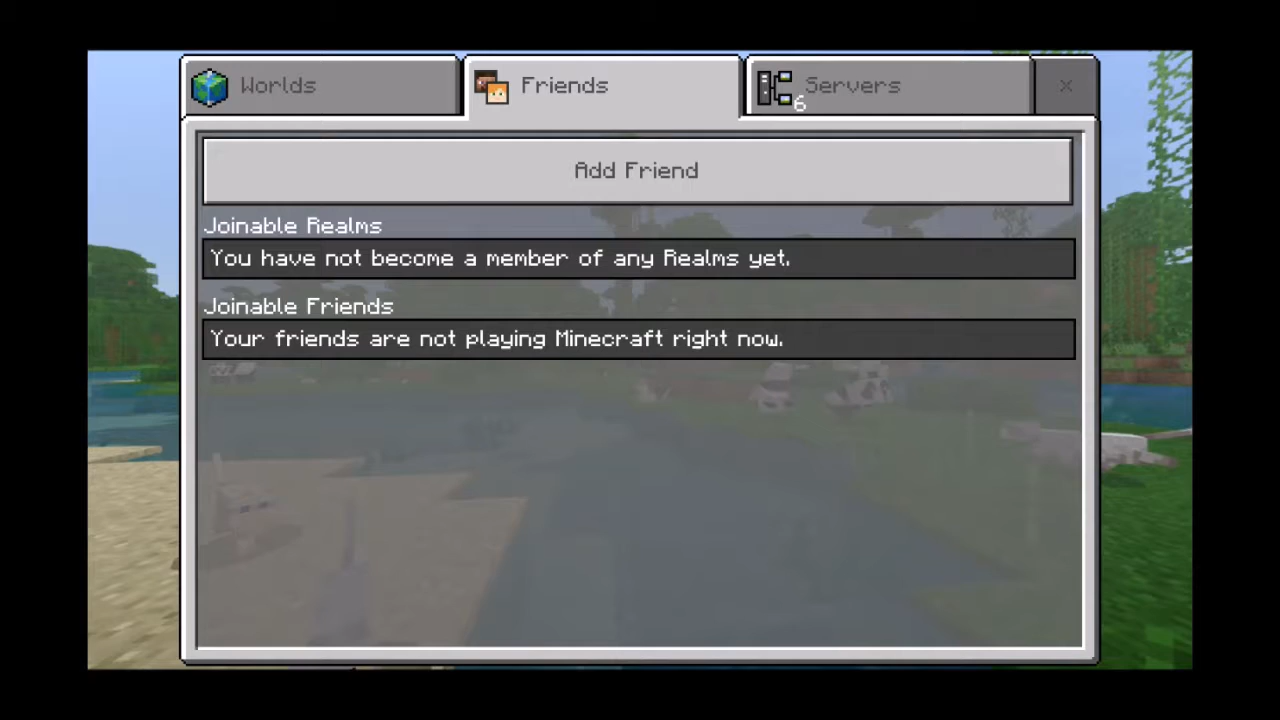 Worlds
Friends
Servers
6
Add Friend
Joinable Realms
You have not become a member of any Realms yet.
Joinable Friends
Your friends are not playing Minecraft right now.